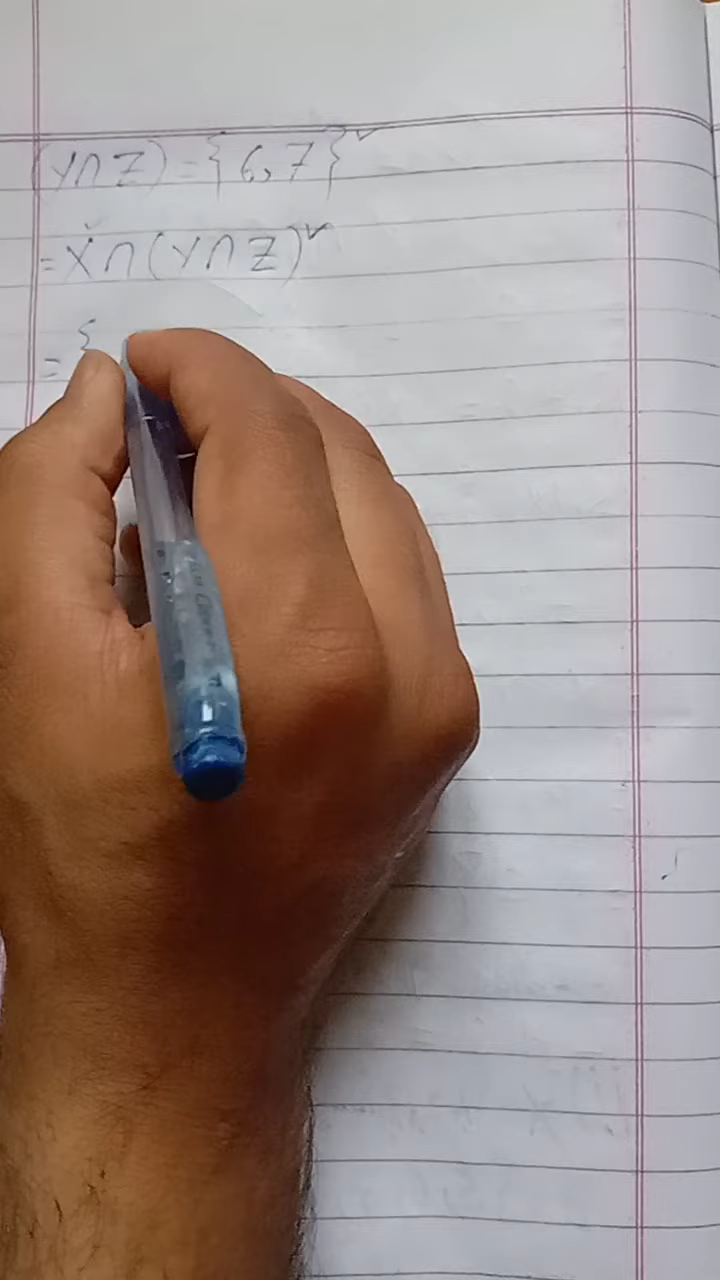 (Y∩Z) = {6,7}
= X∩(Y∩Z)
= {